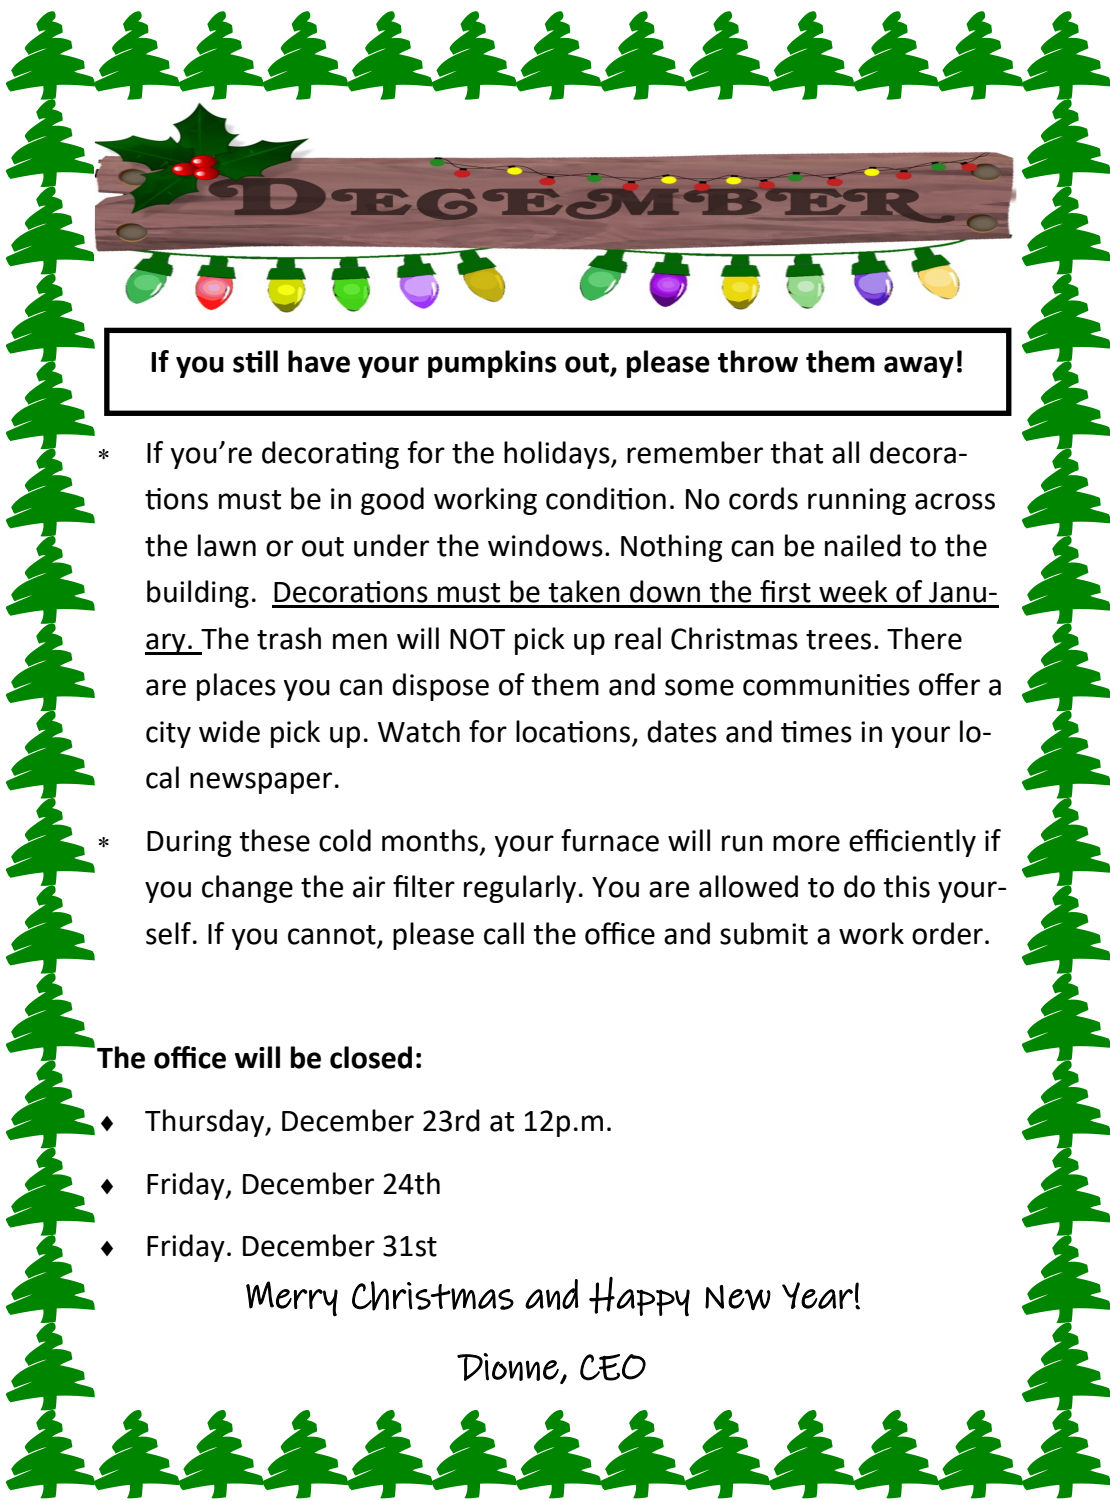 DECEMBER
If you still have your pumpkins out, please throw them away!
* If you’re decorating for the holidays, remember that all decora-
tions must be in good working condition. No cords running across
the lawn or out under the windows. Nothing can be nailed to the
building. Decorations must be taken down the first week of Janu-
ary. The trash men will NOT pick up real Christmas trees. There
are places you can dispose of them and some communities offer a
city wide pick up. Watch for locations, dates and times in your lo-
cal newspaper.
* During these cold months, your furnace will run more efficiently if
you change the air filter regularly. You are allowed to do this your-
self. If you cannot, please call the office and submit a work order.
The office will be closed:
♦ Thursday, December 23rd at 12p.m.
♦ Friday, December 24th
♦ Friday. December 31st
Merry Christmas and Happy New Year!
Dionne, CEO